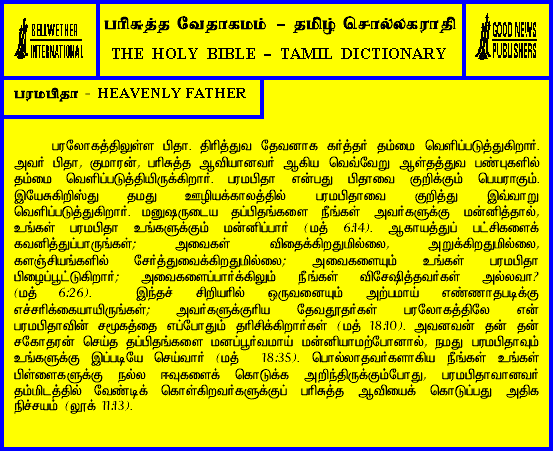 BELLWETHER
INTERNATIONAL
பரிசுத்த வேதாகமம் - தமிழ் சொல்லகராதி
THE HOLY BIBLE - TAMIL DICTIONARY
GOOD NEWS
PUBLISHERS
பரமபிதா - HEAVENLY FATHER
பரலோகத்திலுள்ள பிதா. திரித்துவ தேவனாக கர்த்தர் தம்மை வெளிப்படுத்துகிறார்.
அவர் பிதா, குமாரன், பரிசுத்த ஆவியானவர் ஆகிய வெவ்வேறு ஆள்தத்துவ பண்புகளில்
தம்மை வெளிப்படுத்தியிருக்கிறார். பரமபிதா என்பது பிதாவை குறிக்கும் பெயராகும்.
இயேசுகிறிஸ்து தமது ஊழியக்காலத்தில் பரமபிதாவை குறித்து இவ்வாறு
வெளிப்படுத்துகிறார். மனுஷருடைய தப்பிதங்களை நீங்கள் அவர்களுக்கு மன்னித்தால்,
உங்கள் பரமபிதா உங்களுக்கும் மன்னிப்பார் (மத் 6:14). ஆகாயத்துப் பட்சிகளைக்
கவனித்துப்பாருங்கள்; அவைகள் விதைக்கிறதுமில்லை, அறுக்கிறதுமில்லை,
களஞ்சியங்களில் சேர்த்துவைக்கிறதுமில்லை; அவைகளையும் உங்கள் பரமபிதா
பிழைப்பூட்டுகிறார்; அவைகளைப்பார்க்கிலும் நீங்கள் விசேஷித்தவர்கள் அல்லவா?
(மத் 6:26). இந்தச் சிறியரில் ஒருவனையும் அற்பமாய் எண்ணாதபடிக்கு
எச்சரிக்கையாயிருங்கள்; அவர்களுக்குரிய தேவதூதர்கள் பரலோகத்திலே என்
பரமபிதாவின் சமூகத்தை எப்போதும் தரிசிக்கிறார்கள் (மத் 18:10). அவனவன் தன் தன்
சகோதரன் செய்த தப்பிதங்களை மனப்பூர்வமாய் மன்னியாமற்போனால், நமது பரமபிதாவும்
உங்களுக்கு இப்படியே செய்வார் (மத் 18:35). பொல்லாதவர்களாகிய நீங்கள் உங்கள்
பிள்ளைகளுக்கு நல்ல ஈவுகளைக் கொடுக்க அறிந்திருக்கும்போது, பரமபிதாவானவர்
தம்மிடத்தில் வேண்டிக் கொள்கிறவர்களுக்குப் பரிசுத்த ஆவியைக் கொடுப்பது அதிக
நிச்சயம் (லூக் 11:13).